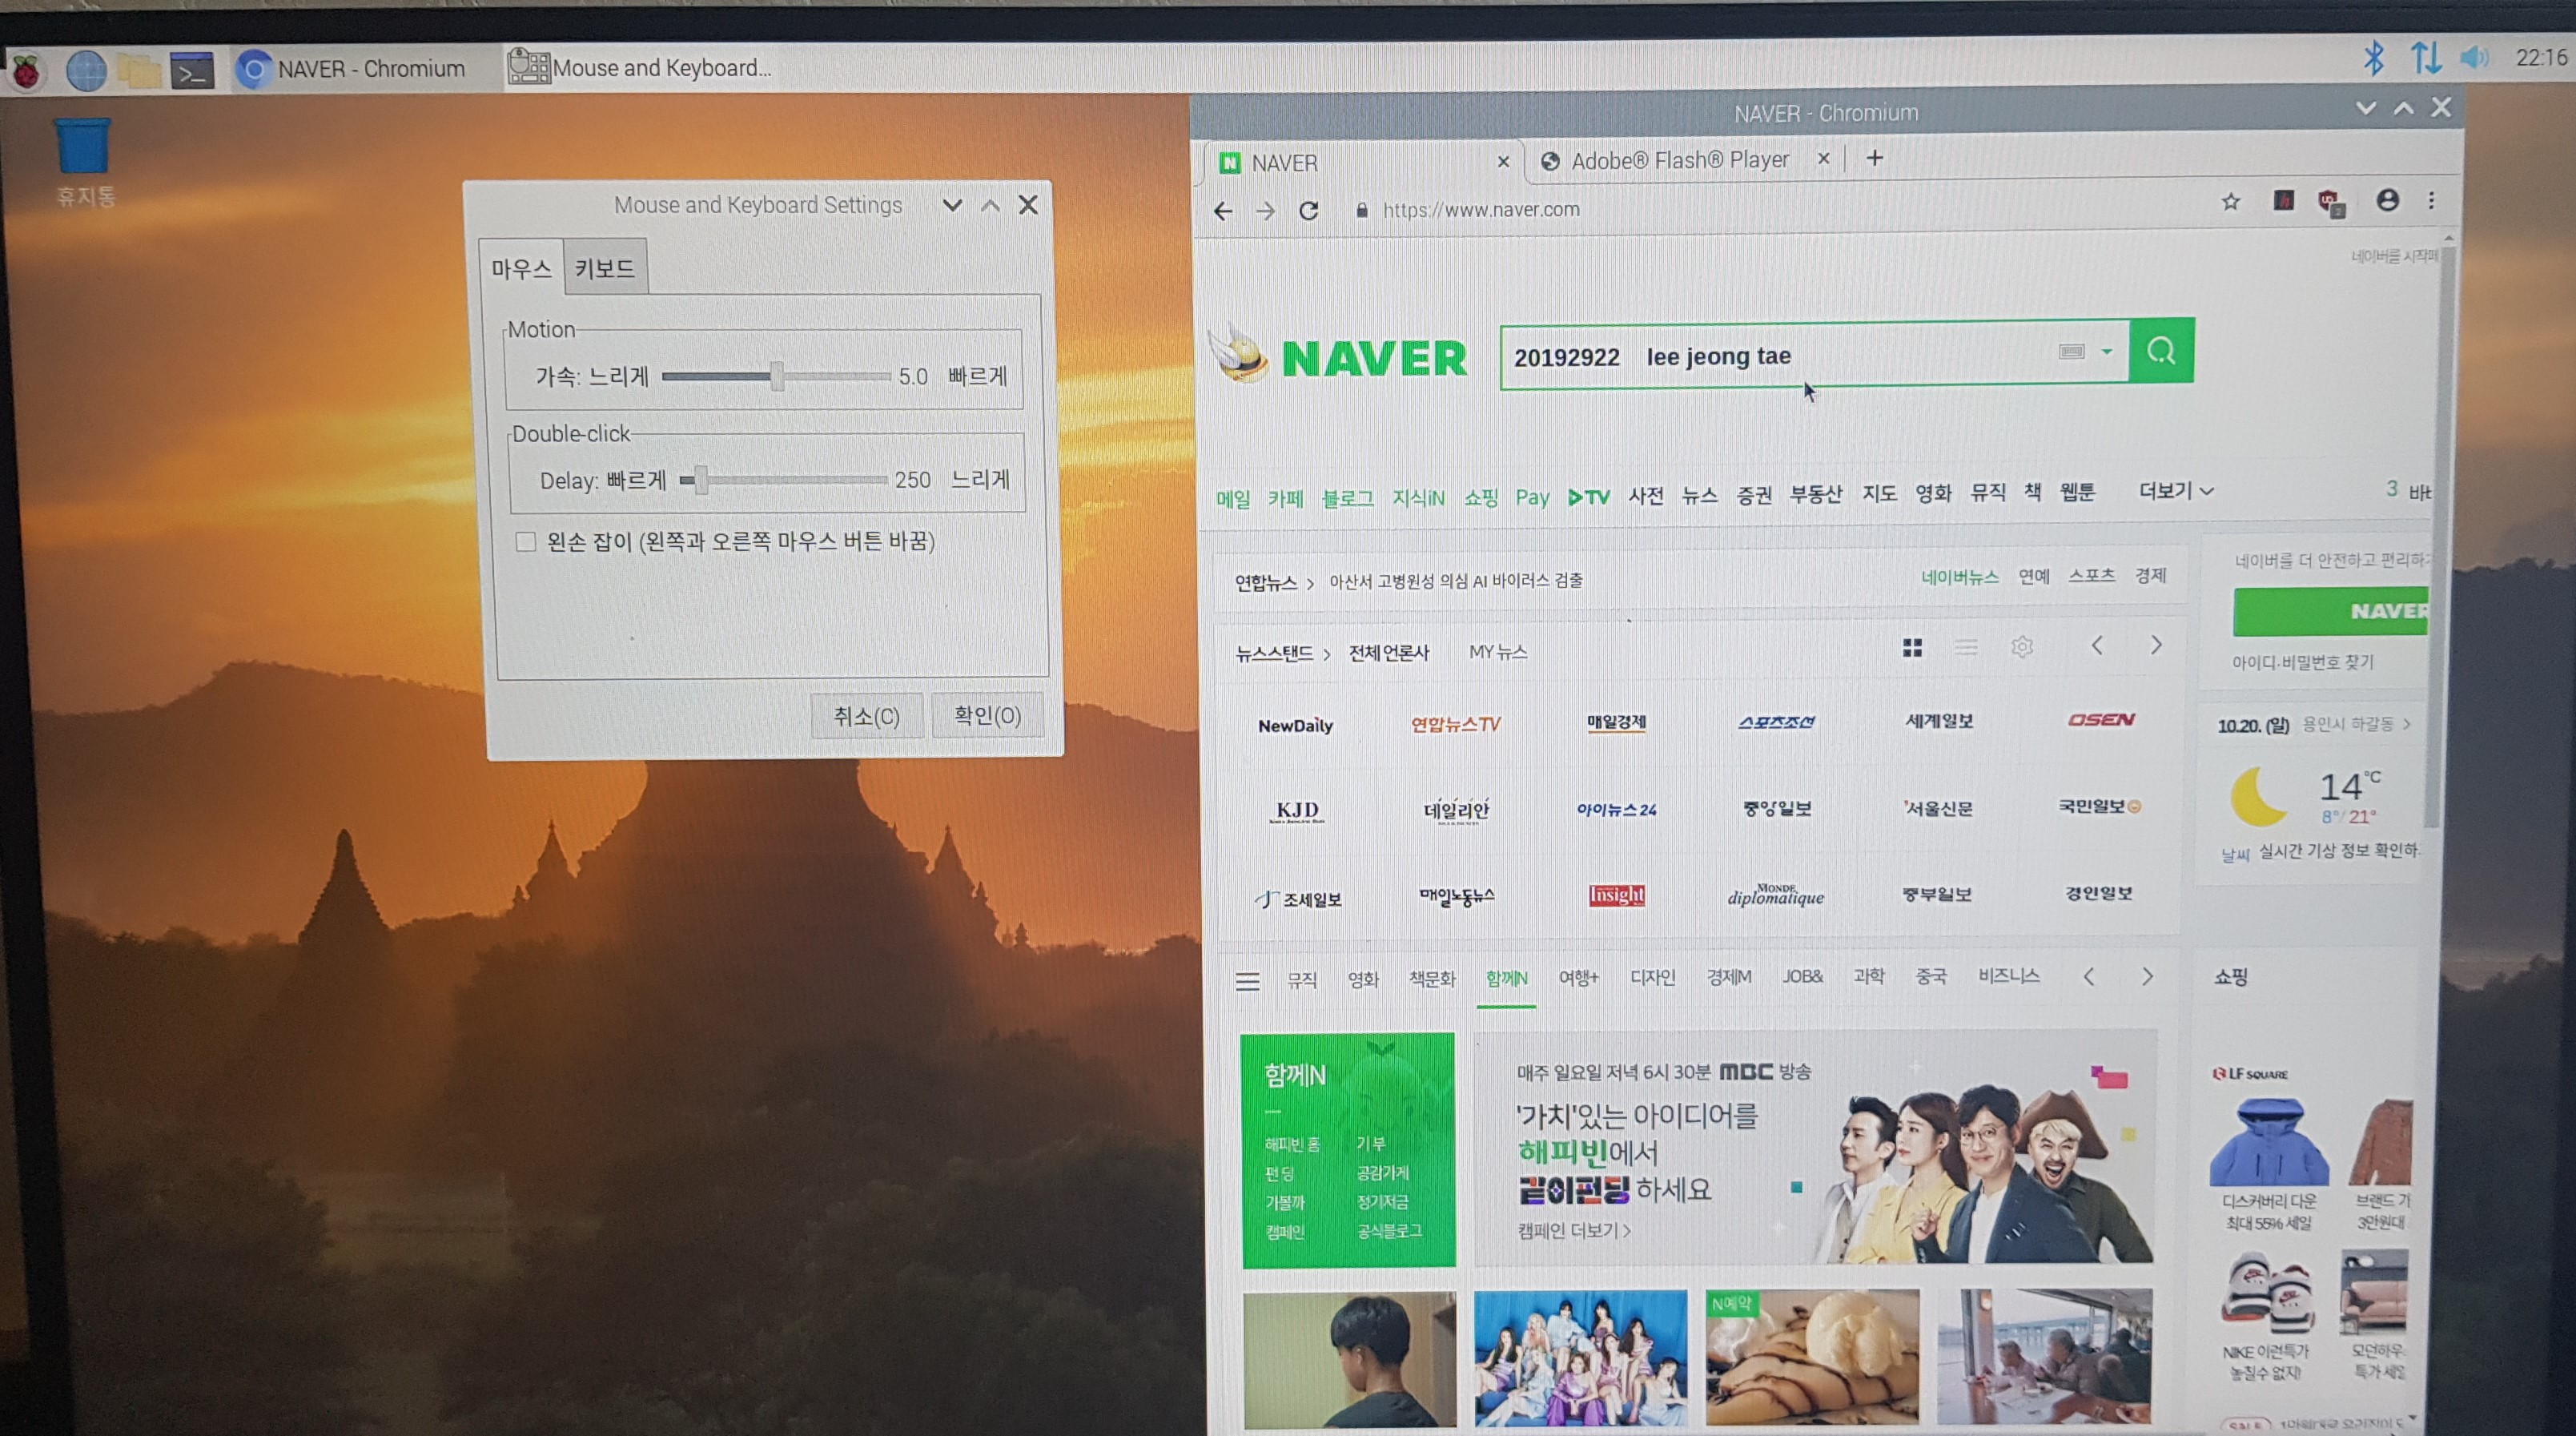 NAVER - Chromium
Mouse and Keyboard...
22:16
휴지통
Mouse and Keyboard Settings
마우스 키보드
Motion
가속: 느리게 5.0 빠르게
Double-click
Delay: 빠르게 250 느리게
왼손 잡이 (왼쪽과 오른쪽 마우스 버튼 바꿈)
취소(C) 확인(O)
NAVER - Chromium
NAVER
Adobe® Flash® Player
https://www.naver.com
네이버를 시작페
NAVER
20192922 lee jeong tae
메일 카페 블로그 지식iN 쇼핑 Pay TV 사전 뉴스 증권 부동산 지도 영화 뮤직 책 웹툰 더보기
3
연합뉴스 > 아산서 고병원성 의심 AI 바이러스 검출
네이버뉴스 연예 스포츠 경제
네이버를 더 안전하고 편리하
NAVER
아이디·비밀번호 찾기
뉴스스탠드 > 전체언론사 MY뉴스
NewDaily 연합뉴스TV 매일경제 스포츠조선 세계일보 OSEN
KJD 데일리안 아이뉴스24 중앙일보 서울신문 국민일보
조세일보 매일노동뉴스 Insight MONDE diplomatique 중부일보 경인일보
10.20. (일) 용인시 하갈동 >
14°C
8°/21°
날씨 실시간 기상 정보 확인하
뮤직 영화 책문화 함께N 여행+ 디자인 경제M JOB& 과학 중국 비즈니스
쇼핑
함께N
해피빈 홈 기부
펀딩 공감가게
가볼까 정기저금
캠페인 공식블로그
매주 일요일 저녁 6시 30분 MBC 방송
'가치'있는 아이디어를
해피빈에서
같이펀딩 하세요
캠페인 더보기 >
LF SQUARE
디스커버리 다운
최대 55% 세일
브랜드 가
3만원대
NIKE 이런특가
놓칠수 없지!
모던하우
특가 세일
N예약
SALE